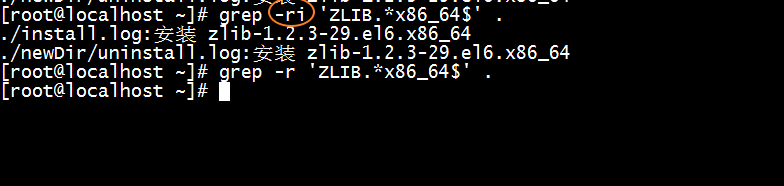 [root@localhost ~]# grep -ri 'ZLIB.*x86_64$' .
./install.log:安装 zlib-1.2.3-29.el6.x86_64
./newDir/uninstall.log:安装 zlib-1.2.3-29.el6.x86_64
[root@localhost ~]# grep -r 'ZLIB.*x86_64$' .
[root@localhost ~]#